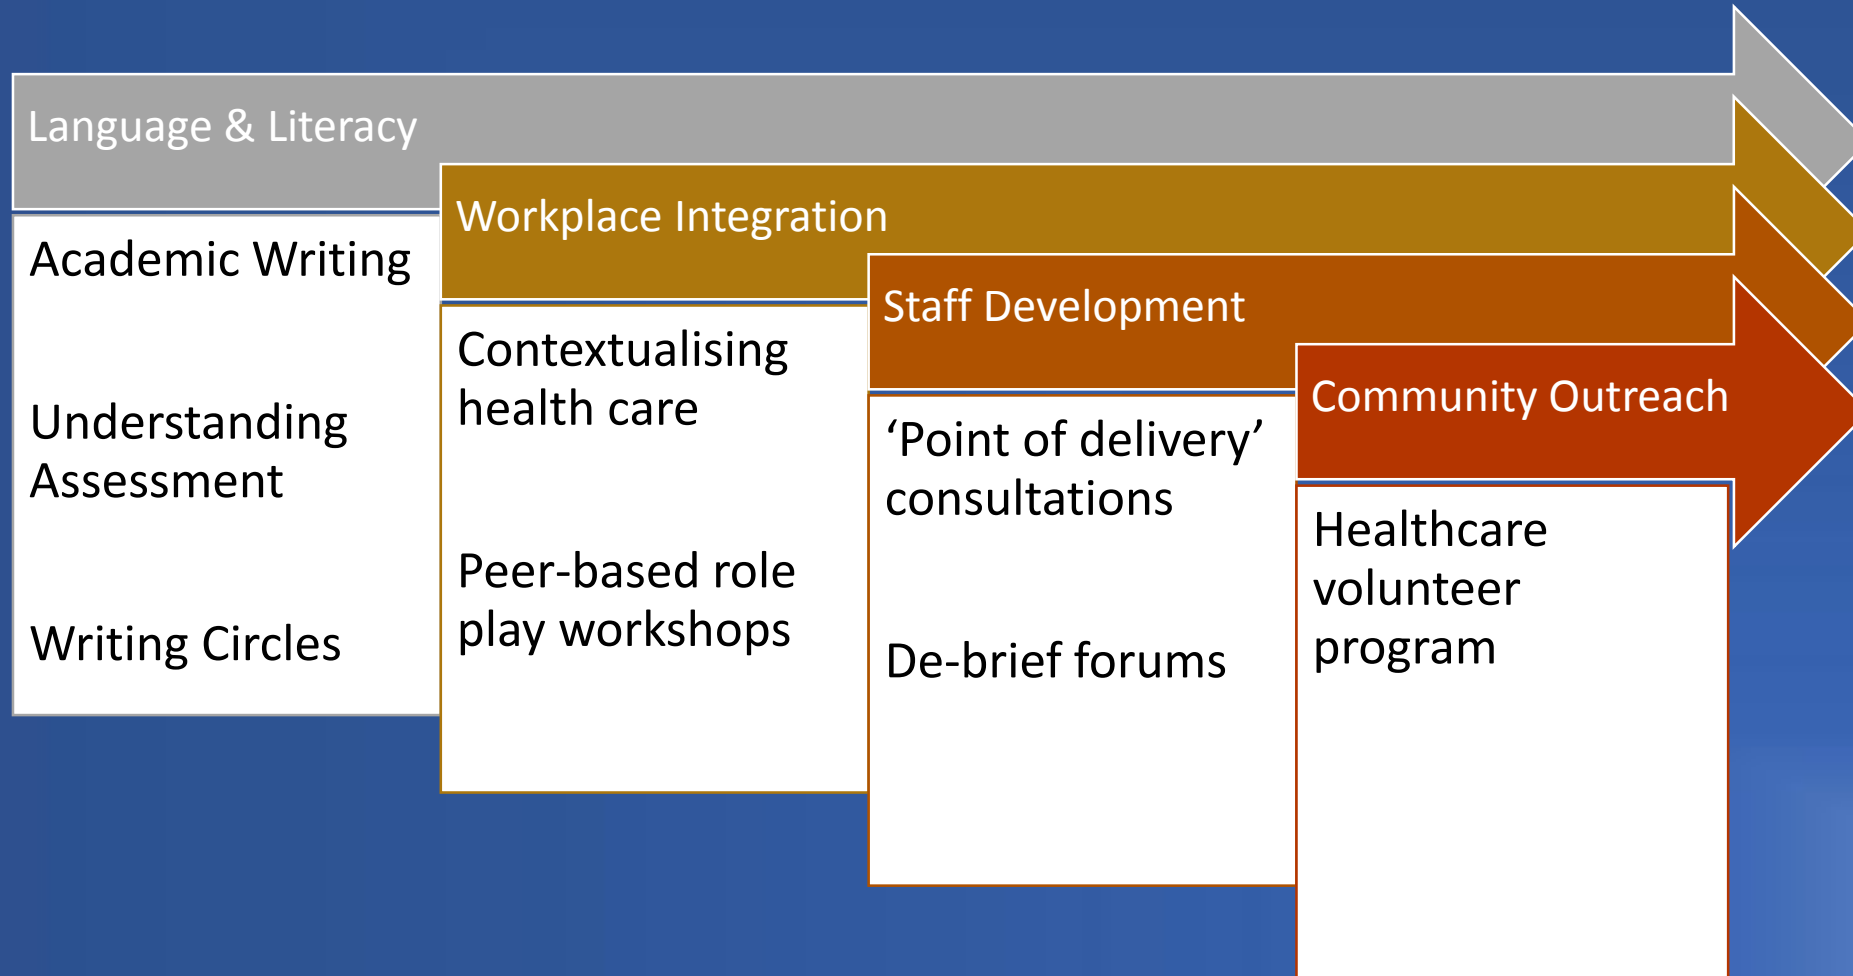 Language & Literacy
Academic Writing
Understanding
Assessment
Writing Circles
Workplace Integration
Contextualising
health care
Peer-based role
play workshops
Staff Development
‘Point of delivery’
consultations
De-brief forums
Community Outreach
Healthcare
volunteer
program